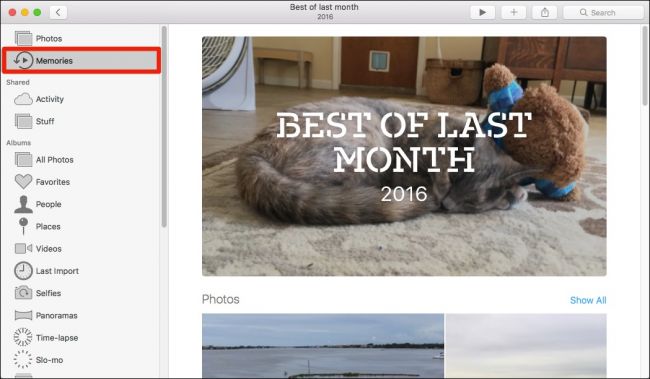 Best of last month
2016
Search
Photos
Memories
Shared
Activity
Stuff
Albums
All Photos
Favorites
People
Places
Videos
Last Import
Selfies
Panoramas
Time-lapse
Slo-mo
BEST OF LAST
MONTH
2016
Photos
Show All